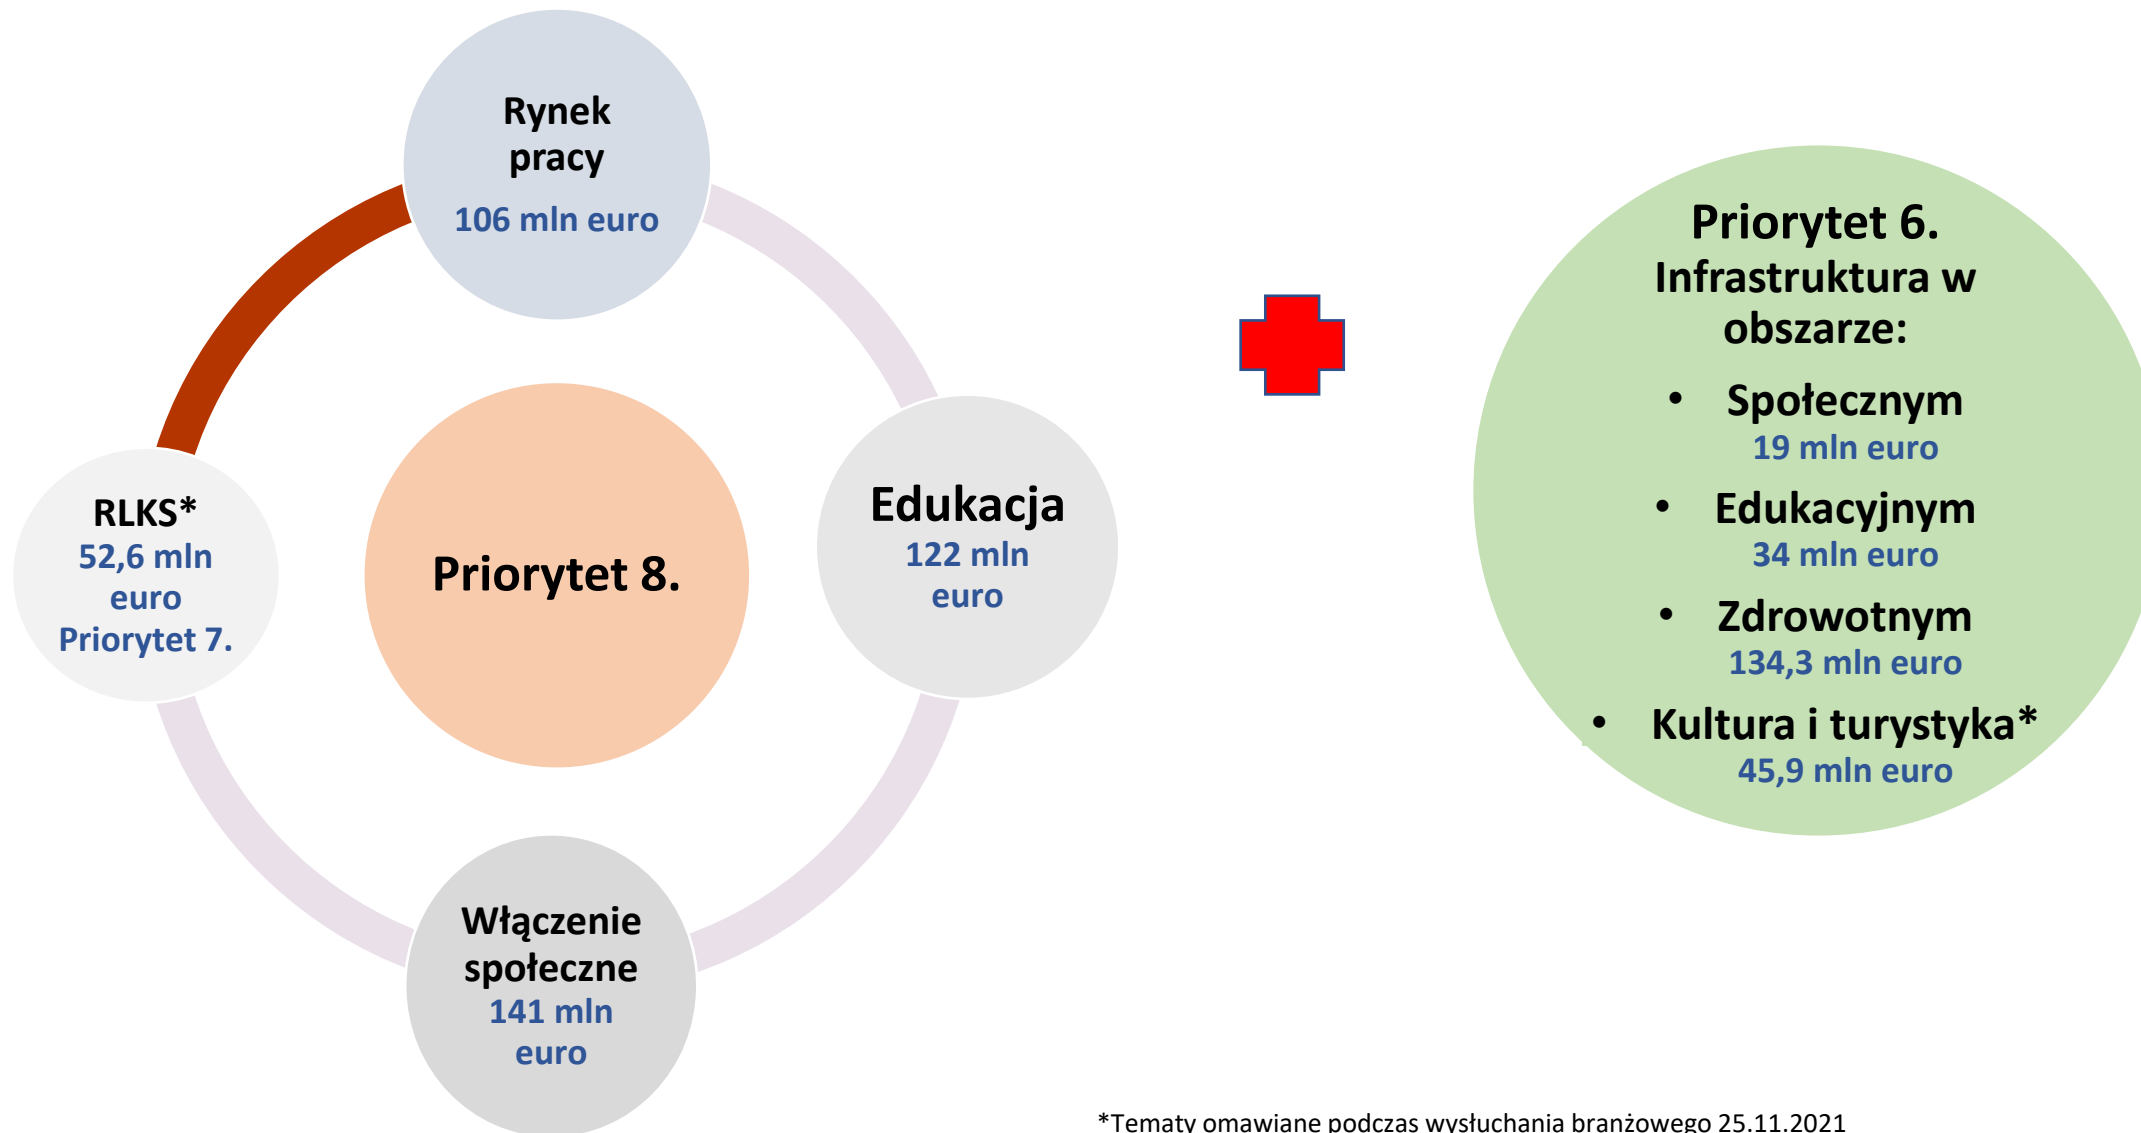 Rynek
pracy
106 mln euro
Edukacja
122 mln
euro
Włączenie
społeczne
141 mln
euro
RLKS*
52,6 mln
euro
Priorytet 7.
Priorytet 8.
Priorytet 6.
Infrastruktura w
obszarze:
• Społecznym
19 mln euro
• Edukacyjnym
34 mln euro
• Zdrowotnym
134,3 mln euro
• Kultura i turystyka*
45,9 mln euro
*Tematy omawiane podczas wysłuchania branżowego 25.11.2021